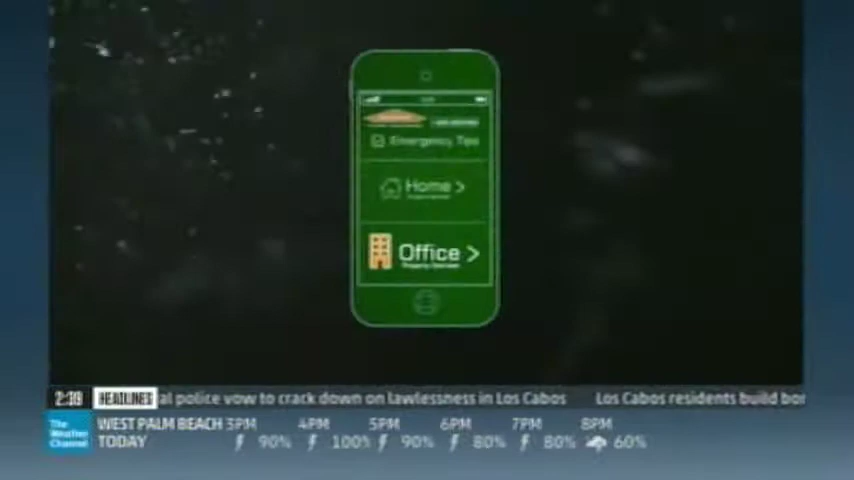 Emergency Tips
Home >
Office >
2:39 HEADLINES al police vow to crack down on lawlessness in Los Cabos Los Cabos residents build bor
The Weather Channel
WEST PALM BEACH 3PM 4PM 5PM 6PM 7PM 8PM
TODAY 90% 100% 90% 80% 80% 60%